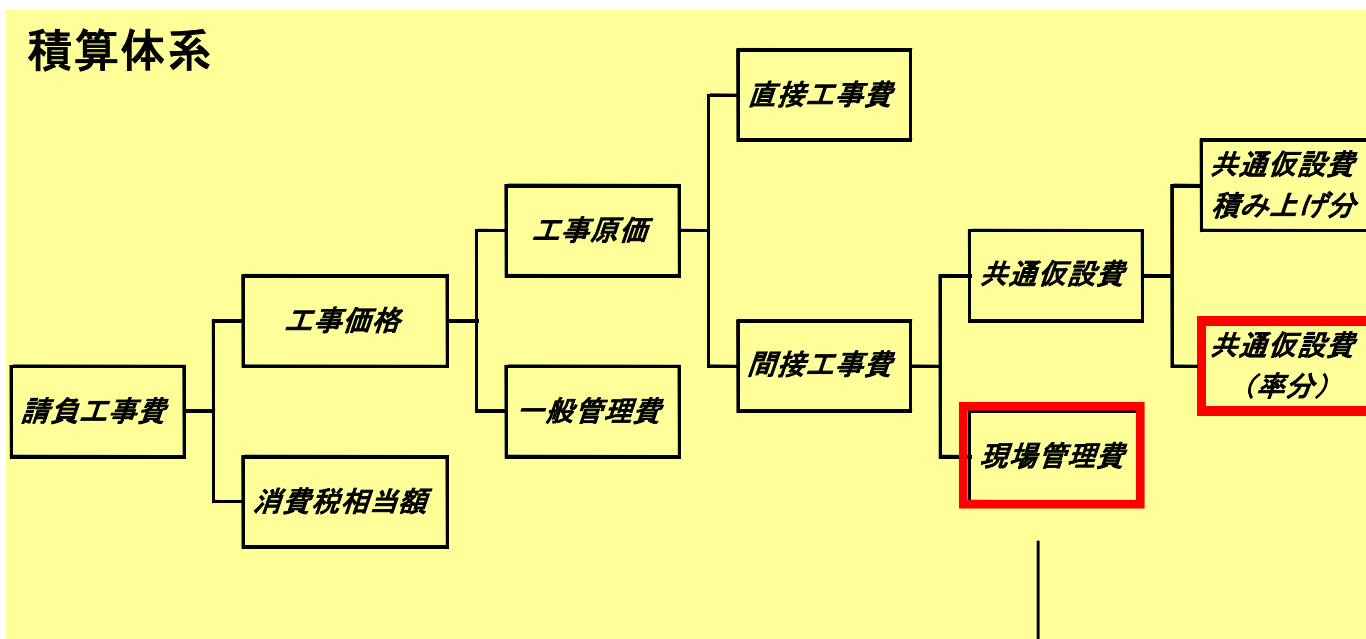 積算体系
直接工事費
共通仮設費
積み上げ分
工事原価
共通仮設費
工事価格
間接工事費
共通仮設費
（率分）
請負工事費
一般管理費
現場管理費
消費税相当額